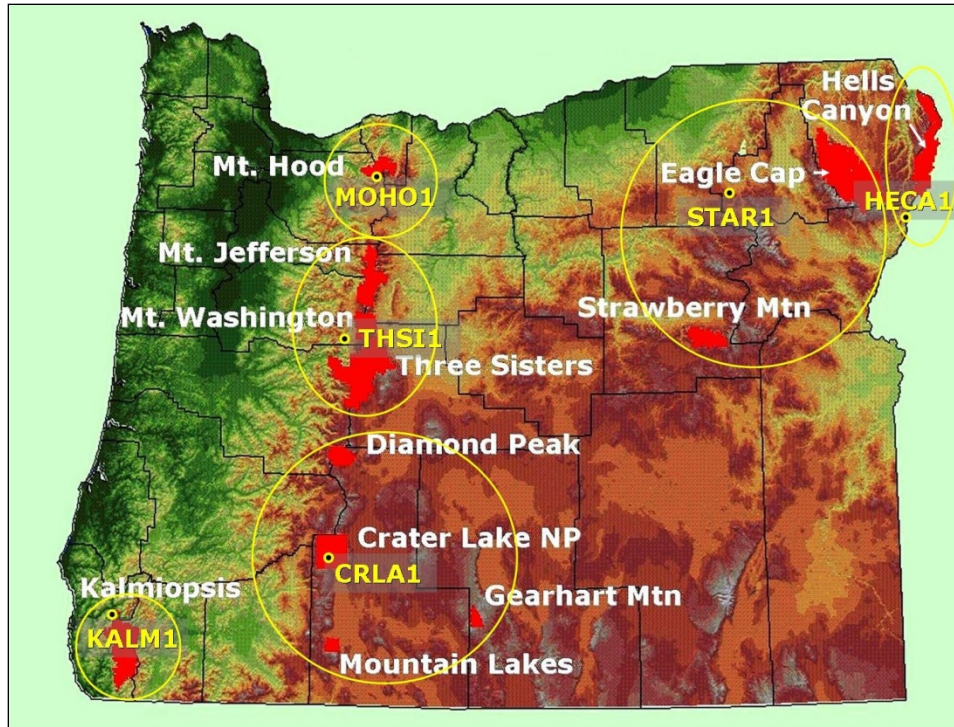 Hells
Canyon
Mt. Hood
MOHO1
Eagle Cap
STAR1
HECA1
Mt. Jefferson
Mt. Washington
THSI1
Three Sisters
Strawberry Mtn
Diamond Peak
Crater Lake NP
CRLA1
Kalmiopsis
KALM1
Gearhart Mtn
Mountain Lakes